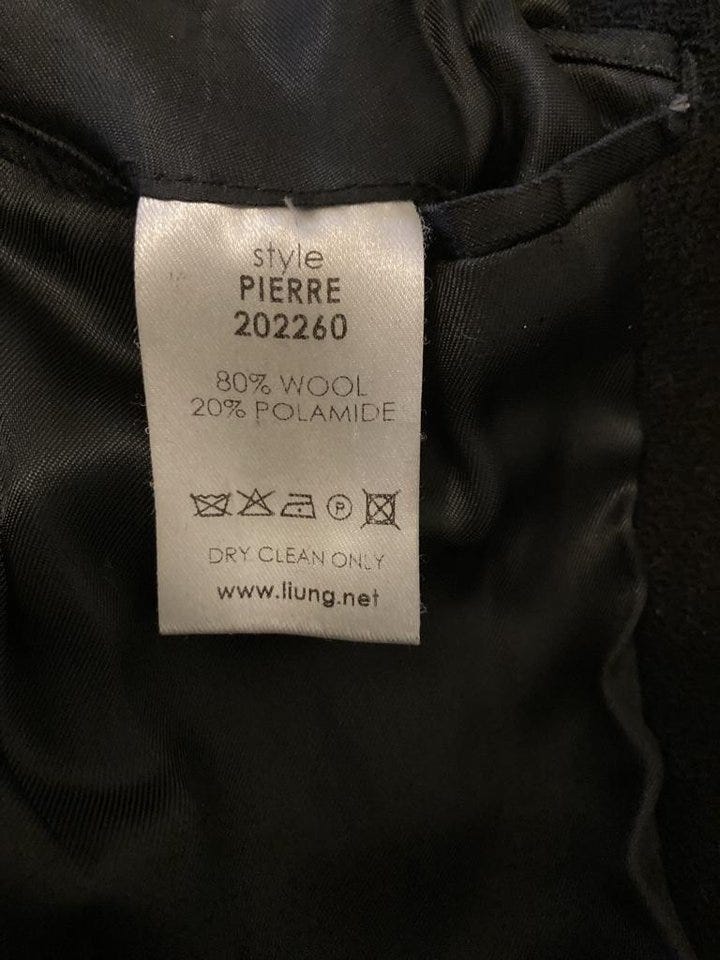 style
PIERRE
202260
80% WOOL
20% POLAMIDE
P
DRY CLEAN ONLY
www.liung.net